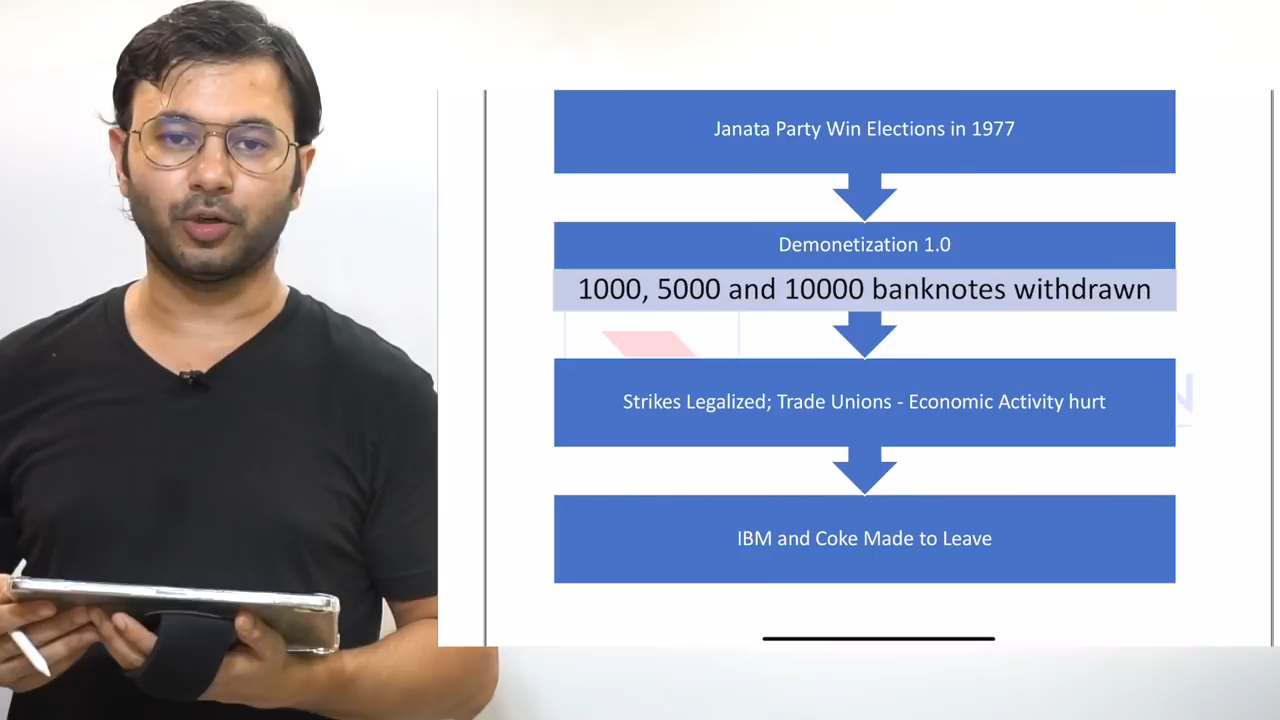 Janata Party Win Elections in 1977
Demonetization 1.0
1000, 5000 and 10000 banknotes withdrawn
Strikes Legalized; Trade Unions - Economic Activity hurt
IBM and Coke Made to Leave
N